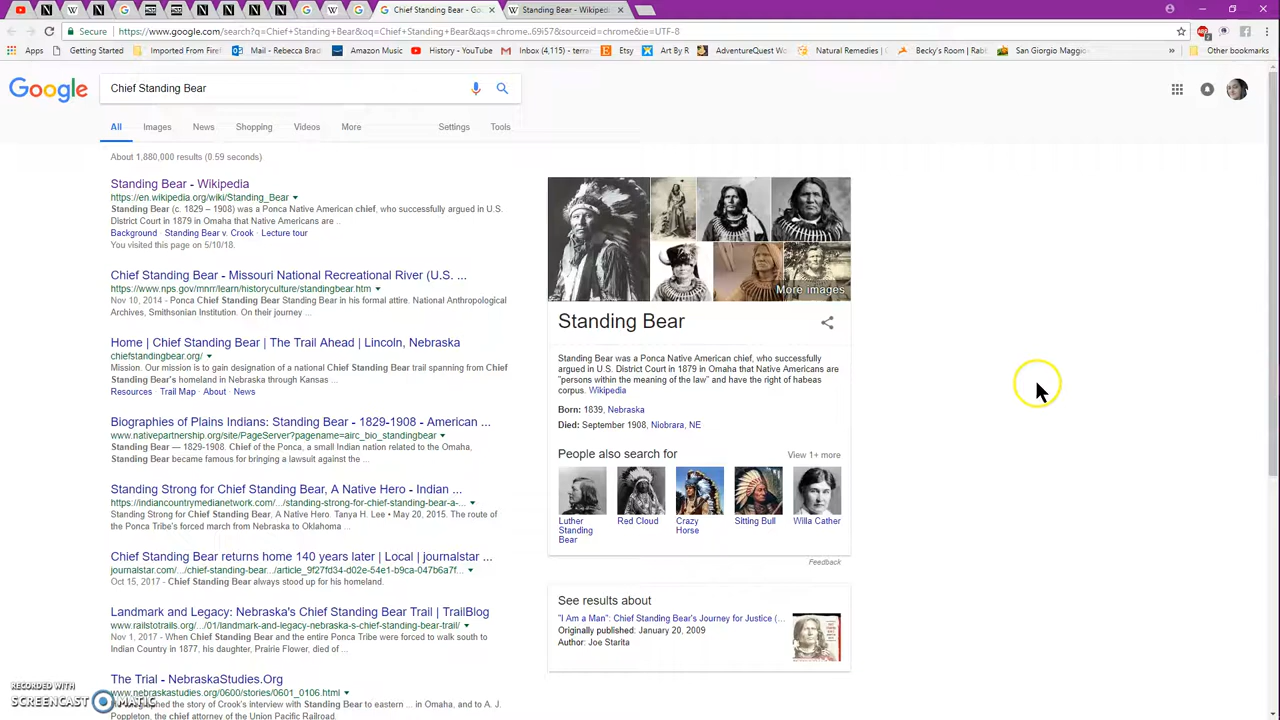 Chief Standing Bear - Go
Standing Bear - Wikipedi
Secure
https://www.google.com/search?q=Chief+Standing+Bear&oq=Chief+Standing+Bear&aqs=chrome..69i57&sourceid=chrome&ie=UTF-8
Apps Getting Started Imported From Fire Mail - Rebecca Brad Amazon Music History - YouTube Inbox (4,115) - terra Etsy Art By R AdventureQuest Wo Natural Remedies Becky's Room | Rab San Giorgio Maggio » Other bookmarks
Google
Chief Standing Bear
All Images News Shopping Videos More Settings Tools
About 1,880,000 results (0.59 seconds)
Standing Bear - Wikipedia
https://en.wikipedia.org/wiki/Standing_Bear
Standing Bear (c. 1829 – 1908) was a Ponca Native American chief, who successfully argued in U.S.
District Court in 1879 in Omaha that Native Americans are ..
Background · Standing Bear v. Crook · Lecture tour
You visited this page on 5/10/18.
Chief Standing Bear - Missouri National Recreational River (U.S. ...
https://www.nps.gov/mnrr/learn/historyculture/standingbear.htm
Nov 10, 2014 - Ponca Chief Standing Bear Standing Bear in his formal attire. National Anthropological
Archives, Smithsonian Institution. On their journey ...
Home | Chief Standing Bear | The Trail Ahead | Lincoln, Nebraska
chiefstandingbear.org/
Mission. Our mission is to gain designation of a national Chief Standing Bear trail spanning from Chief
Standing Bear's homeland in Nebraska through Kansas ...
Resources · Trail Map · About · News
Biographies of Plains Indians: Standing Bear - 1829-1908 - American ...
www.nativepartnership.org/site/PageServer?pagename=airc_bio_standingbear
Standing Bear — 1829-1908. Chief of the Ponca, a small Indian nation related to the Omaha,
Standing Bear became famous for bringing a lawsuit against the ...
Standing Strong for Chief Standing Bear, A Native Hero - Indian ...
https://indiancountrymedianetwork.com/.../standing-strong-for-chief-standing-bear-a-...
Standing Strong for Chief Standing Bear, A Native Hero. Tanya H. Lee • May 20, 2015. The route of
the Ponca Tribe's forced march from Nebraska to Oklahoma ...
Chief Standing Bear returns home 140 years later | Local | journalstar ...
journalstar.com/.../chief-standing-bear.../article_9f27fd34-d02e-54e1-b9ca-047b6a7f...
Oct 15, 2017 - Chief Standing Bear always stood up for his homeland.
Landmark and Legacy: Nebraska's Chief Standing Bear Trail | TrailBlog
www.railstotrails.org/.../01/landmark-and-legacy-nebraska-s-chief-standing-bear-trail/
Nov 1, 2017 - When Chief Standing Bear and the entire Ponca Tribe were forced to walk south to
Indian Country in 1877, his daughter, Prairie Flower, died of ...
The Trial - NebraskaStudies.Org
www.nebraskastudies.org/0600/stories/0601_0106.html
the story of Crook's interview with Standing Bear to eastern ... in Omaha, and to A. J.
Poppleton, the chief attorney of the Union Pacific Railroad.
More images
Standing Bear
Standing Bear was a Ponca Native American chief, who successfully
argued in U.S. District Court in 1879 in Omaha that Native Americans are
"persons within the meaning of the law" and have the right of habeas
corpus. Wikipedia
Born: 1839, Nebraska
Died: September 1908, Niobrara, NE
People also search for View 1+ more
Luther Standing Bear
Red Cloud
Crazy Horse
Sitting Bull
Willa Cather
Feedback
See results about
"I Am a Man": Chief Standing Bear's Journey for Justice (...
Originally published: January 20, 2009
Author: Joe Starita
RECORDED WITH
SCREENCAST MATIC